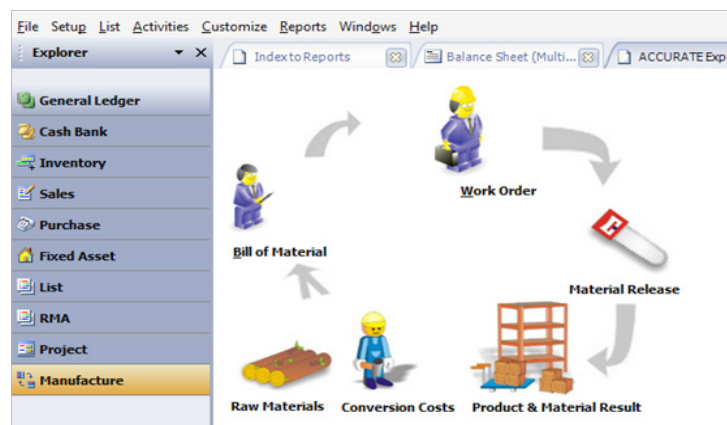 File Setup List Activities Customize Reports Windows Help
Explorer
Index to Reports
Balance Sheet (Multi...
ACCURATE Exp
General Ledger
Cash Bank
Inventory
Sales
Purchase
Fixed Asset
List
RMA
Project
Manufacture
Work Order
Bill of Material
Material Release
Raw Materials
Conversion Costs
Product & Material Result